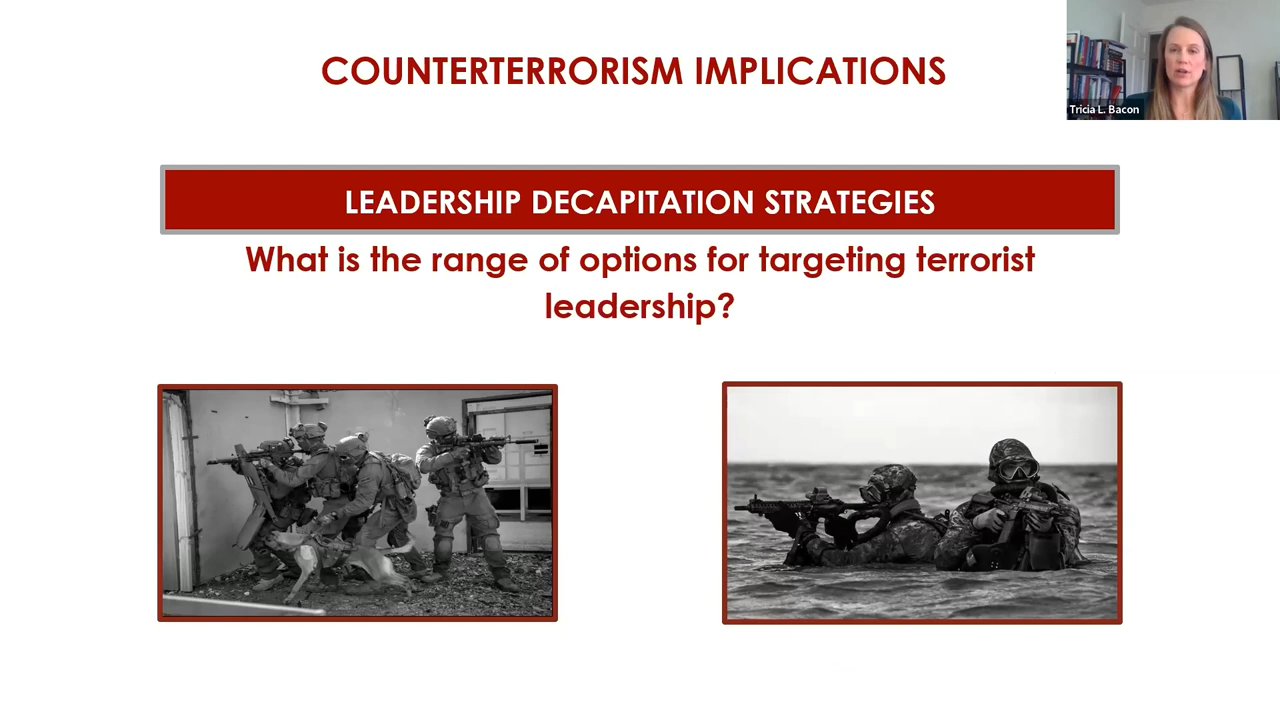 COUNTERTERRORISM IMPLICATIONS
Tricia L. Bacon
LEADERSHIP DECAPITATION STRATEGIES
What is the range of options for targeting terrorist
leadership?